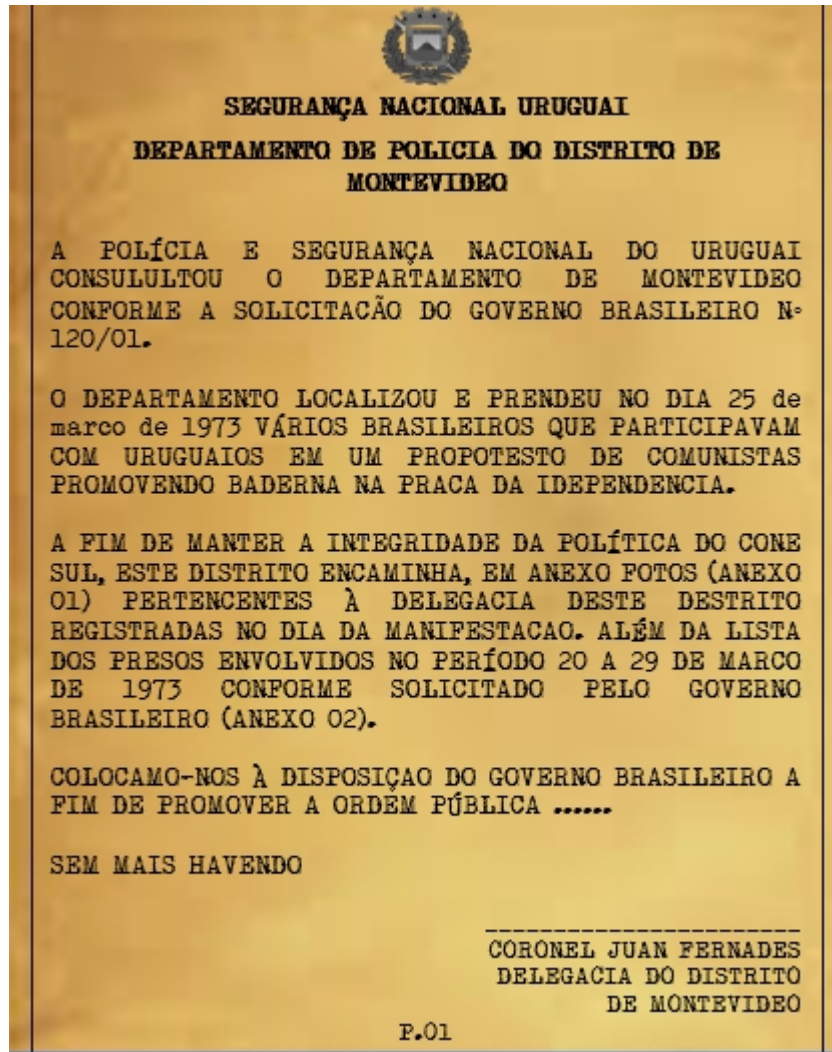 SEGURANÇA NACIONAL URUGUAI
DEPARTAMENTO DE POLICIA DO DISTRITO DE
MONTEVIDEO
A POLÍCIA E SEGURANÇA NACIONAL DO URUGUAI
CONSULULTOU O DEPARTAMENTO DE MONTEVIDEO
CONFORME A SOLICITACÃO DO GOVERNO BRASILEIRO Nº
120/01.
O DEPARTAMENTO LOCALIZOU E PRENDEU NO DIA 25 de
marco de 1973 VÁRIOS BRASILEIROS QUE PARTICIPAVAM
COM URUGUAIOS EM UM PROPOTESTO DE COMUNISTAS
PROMOVENDO BADERNA NA PRACA DA IDEPENDENCIA.
A FIM DE MANTER A INTEGRIDADE DA POLÍTICA DO CONE
SUL, ESTE DISTRITO ENCAMINHA, EM ANEXO FOTOS (ANEXO
01) PERTENCENTES À DELEGACIA DESTE DESTRITO
REGISTRADAS NO DIA DA MANIFESTACAO. ALÉM DA LISTA
DOS PRESOS ENVOLVIDOS NO PERÍODO 20 A 29 DE MARCO
DE 1973 CONFORME SOLICITADO PELO GOVERNO
BRASILEIRO (ANEXO 02).
COLOCAMO-NOS À DISPOSIÇAO DO GOVERNO BRASILEIRO A
FIM DE PROMOVER A ORDEM PÚBLICA ......
SEM MAIS HAVENDO
CORONEL JUAN FERNADES
DELEGACIA DO DISTRITO
DE MONTEVIDEO
P.01